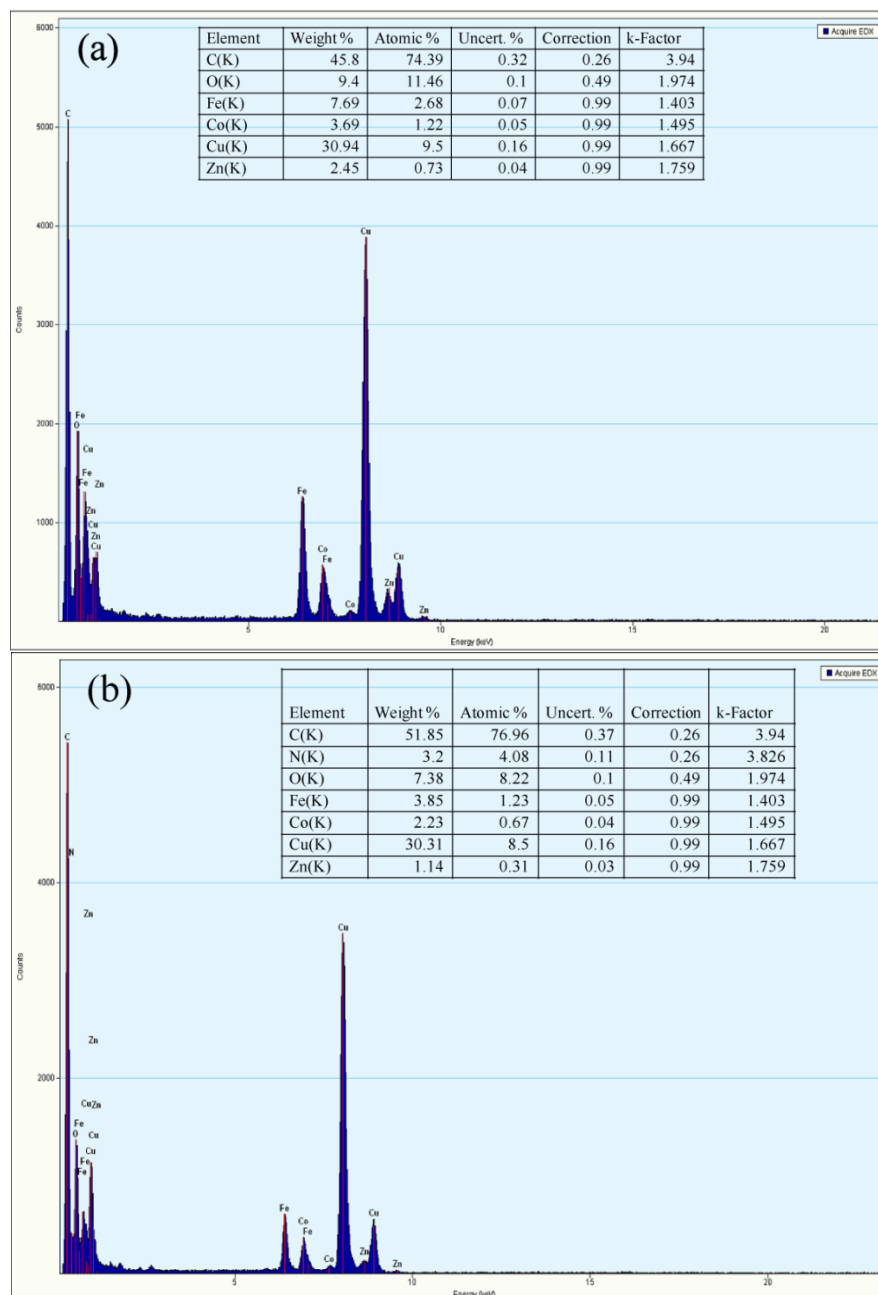 (a)
Acquire EDX
Element Weight % Atomic % Uncert. % Correction k-Factor
C(K) 45.8 74.39 0.32 0.26 3.94
O(K) 9.4 11.46 0.1 0.49 1.974
Fe(K) 7.69 2.68 0.07 0.99 1.403
Co(K) 3.69 1.22 0.05 0.99 1.495
Cu(K) 30.94 9.5 0.16 0.99 1.667
Zn(K) 2.45 0.73 0.04 0.99 1.759
6000
5000
4000
3000
2000
1000
Counts
C
Fe
O
Cu
Fe
Fe Zn
Zn
Cu
Zn
Cu
Fe
Co
Fe
Co
Cu
Zn
Cu
Zn
5 10 15 20
Energy (keV)
(b)
Acquire EDX
Element Weight % Atomic % Uncert. % Correction k-Factor
C(K) 51.85 76.96 0.37 0.26 3.94
N(K) 3.2 4.08 0.11 0.26 3.826
O(K) 7.38 8.22 0.1 0.49 1.974
Fe(K) 3.85 1.23 0.05 0.99 1.403
Co(K) 2.23 0.67 0.04 0.99 1.495
Cu(K) 30.31 8.5 0.16 0.99 1.667
Zn(K) 1.14 0.31 0.03 0.99 1.759
6000
4000
2000
Counts
C
N
Zn
Zn
Cu Zn
Fe
O Cu
Fe Cu
Fe
Fe
Co
Fe
Co
Cu
Zn
Cu
Zn
5 10 15 20
Energy (keV)